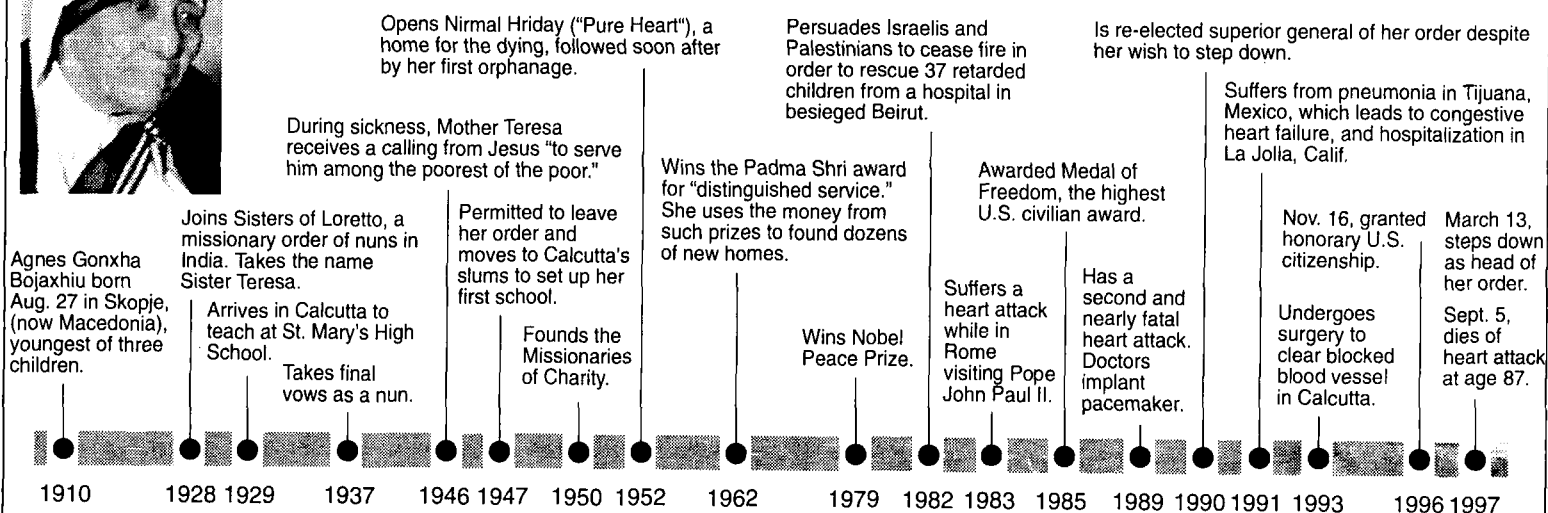 Agnes Gonxha
Bojaxhiu born
Aug. 27 in Skopje,
(now Macedonia),
youngest of three
children.
Joins Sisters of Loretto, a
missionary order of nuns in
India. Takes the name
Sister Teresa.
Arrives in Calcutta to
teach at St. Mary's High
School.
Takes final
vows as a nun.
During sickness, Mother Teresa
receives a calling from Jesus "to serve
him among the poorest of the poor."
Permitted to leave
her order and
moves to Calcutta's
slums to set up her
first school.
Founds the
Missionaries
of Charity.
Opens Nirmal Hriday ("Pure Heart"), a
home for the dying, followed soon after
by her first orphanage.
Wins the Padma Shri award
for "distinguished service."
She uses the money from
such prizes to found dozens
of new homes.
Wins Nobel
Peace Prize.
Persuades Israelis and
Palestinians to cease fire in
order to rescue 37 retarded
children from a hospital in
besieged Beirut.
Suffers a
heart attack
while in
Rome
visiting Pope
John Paul II.
Awarded Medal of
Freedom, the highest
U.S. civilian award.
Has a
second and
nearly fatal
heart attack.
Doctors
implant
pacemaker.
Is re-elected superior general of her order despite
her wish to step down.
Suffers from pneumonia in Tijuana,
Mexico, which leads to congestive
heart failure, and hospitalization in
La Jolla, Calif.
Undergoes
surgery to
clear blocked
blood vessel
in Calcutta.
Nov. 16, granted
honorary U.S.
citizenship.
March 13,
steps down
as head of
her order.
Sept. 5,
dies of
heart attack
at age 87.
1910 1928 1929 1937 1946 1947 1950 1952 1962 1979 1982 1983 1985 1989 1990 1991 1993 1996 1997